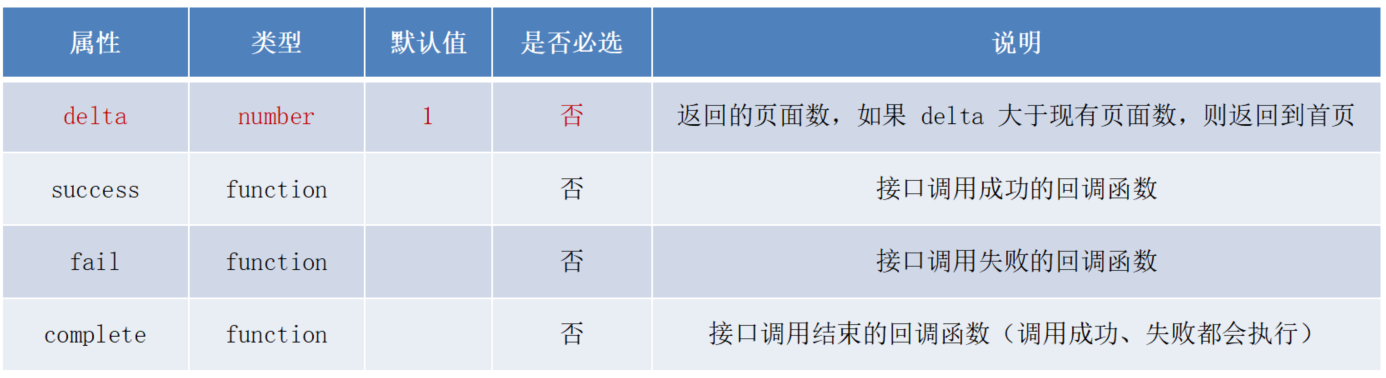 属性 类型 默认值 是否必选 说明
delta number 1 否 返回的页面数，如果 delta 大于现有页面数，则返回到首页
success function 否 接口调用成功的回调函数
fail function 否 接口调用失败的回调函数
complete function 否 接口调用结束的回调函数（调用成功、失败都会执行）